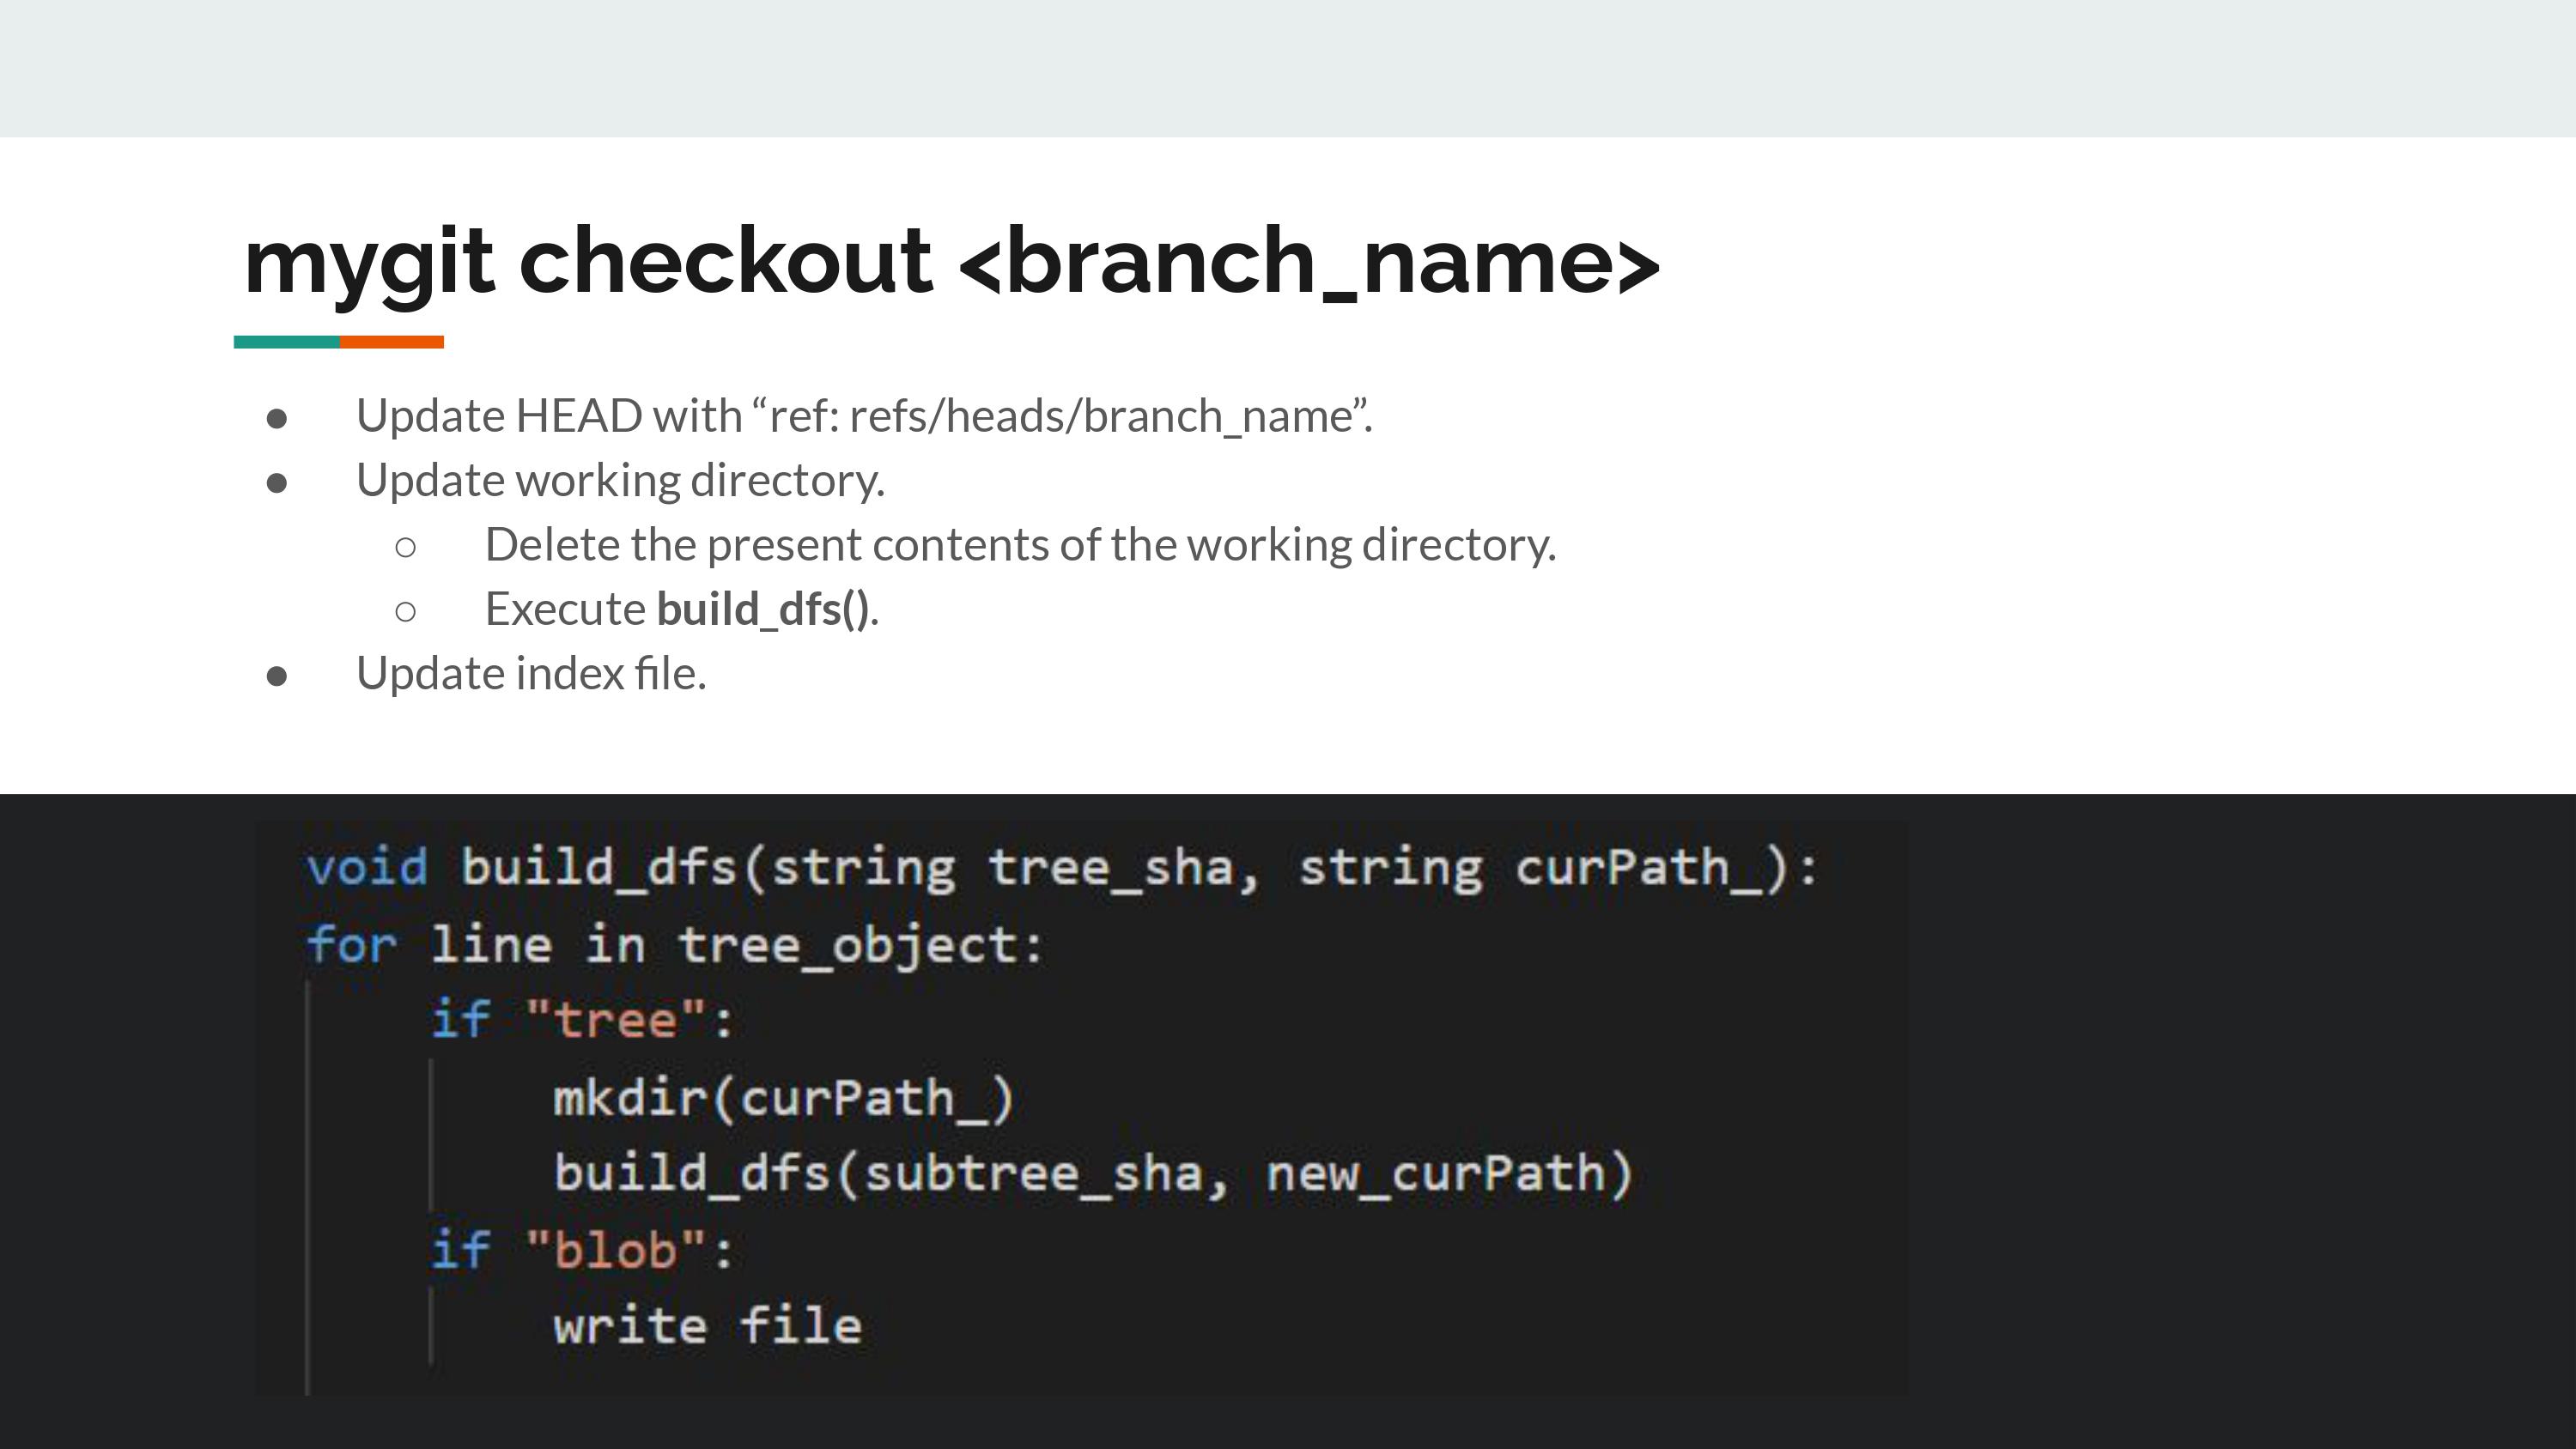 mygit checkout <branch_name>
● Update HEAD with “ref: refs/heads/branch_name”.
● Update working directory.
○ Delete the present contents of the working directory.
○ Execute build_dfs().
● Update index file.
void build_dfs(string tree_sha, string curPath_):
for line in tree_object:
    if "tree":
        mkdir(curPath_)
        build_dfs(subtree_sha, new_curPath)
    if "blob":
        write file